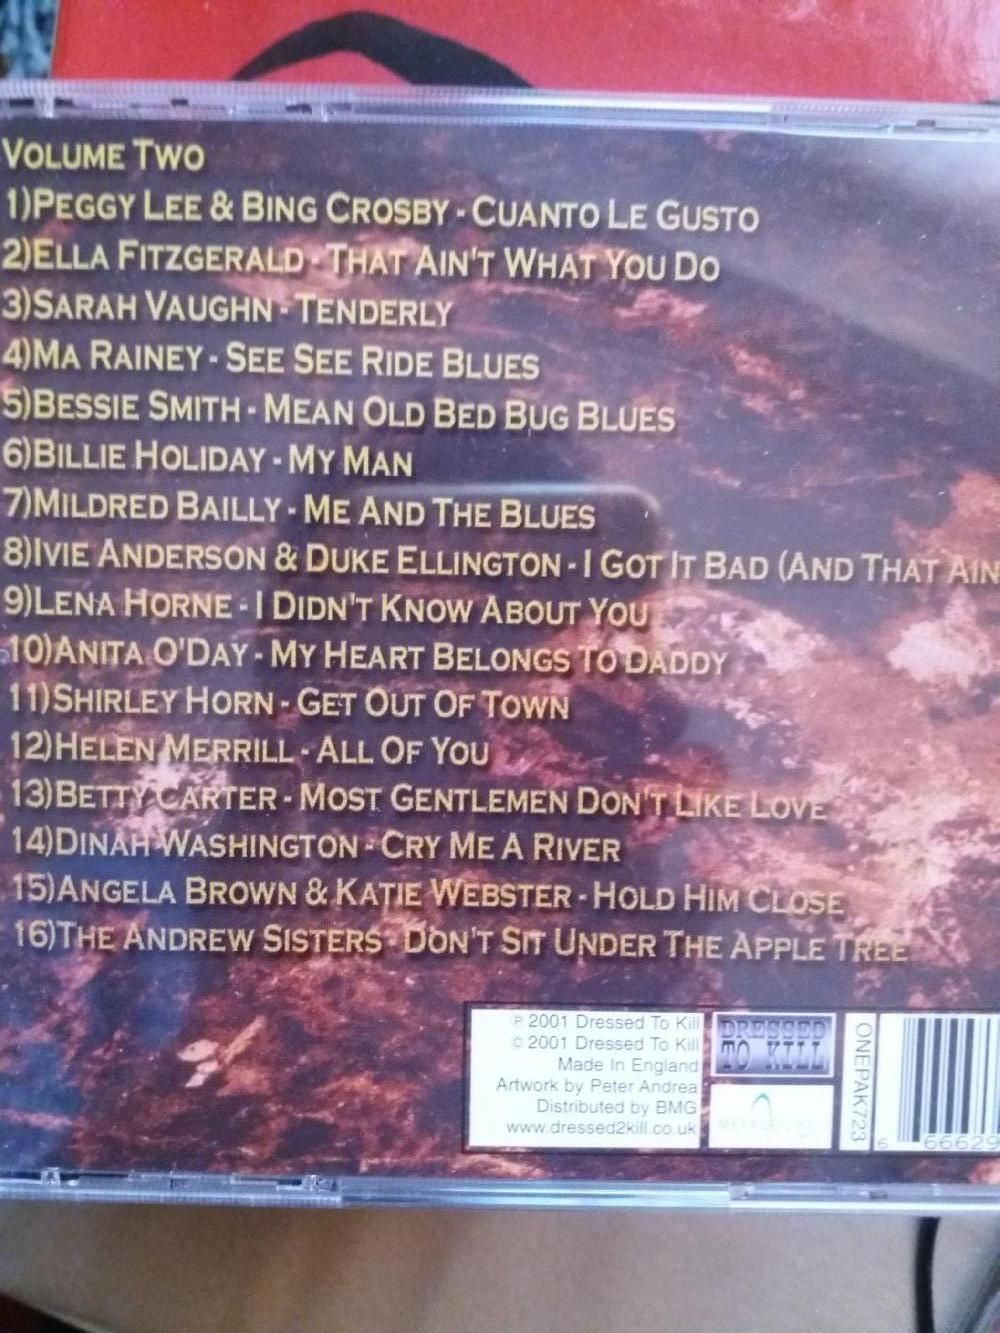 VOLUME TWO
1)PEGGY LEE & BING CROSBY - CUANTO LE GUSTO
2)ELLA FITZGERALD - THAT AIN'T WHAT YOU DO
3)SARAH VAUGHN - TENDERLY
4)MA RAINEY - SEE SEE RIDE BLUES
5)BESSIE SMITH - MEAN OLD BED BUG BLUES
6)BILLIE HOLIDAY - MY MAN
7)MILDRED BAILLY - ME AND THE BLUES
8)IVIE ANDERSON & DUKE ELLINGTON - I GOT IT BAD (AND THAT AIN
9)LENA HORNE - I DIDN'T KNOW ABOUT YOU
10)ANITA O'DAY - MY HEART BELONGS TO DADDY
11)SHIRLEY HORN - GET OUT OF TOWN
12)HELEN MERRILL - ALL OF YOU
13)BETTY CARTER - MOST GENTLEMEN DON'T LIKE LOVE
14)DINAH WASHINGTON - CRY ME A RIVER
15)ANGELA BROWN & KATIE WEBSTER - HOLD HIM CLOSE
16)THE ANDREW SISTERS - DON'T SIT UNDER THE APPLE TREE
℗ 2001 Dressed To Kill
© 2001 Dressed To Kill
Made In England
Artwork by Peter Andrea
Distributed by BMG
www.dressed2kill.co.uk
DRESSED
TO KILL
METRODOME
ONEPAK723
6 66629